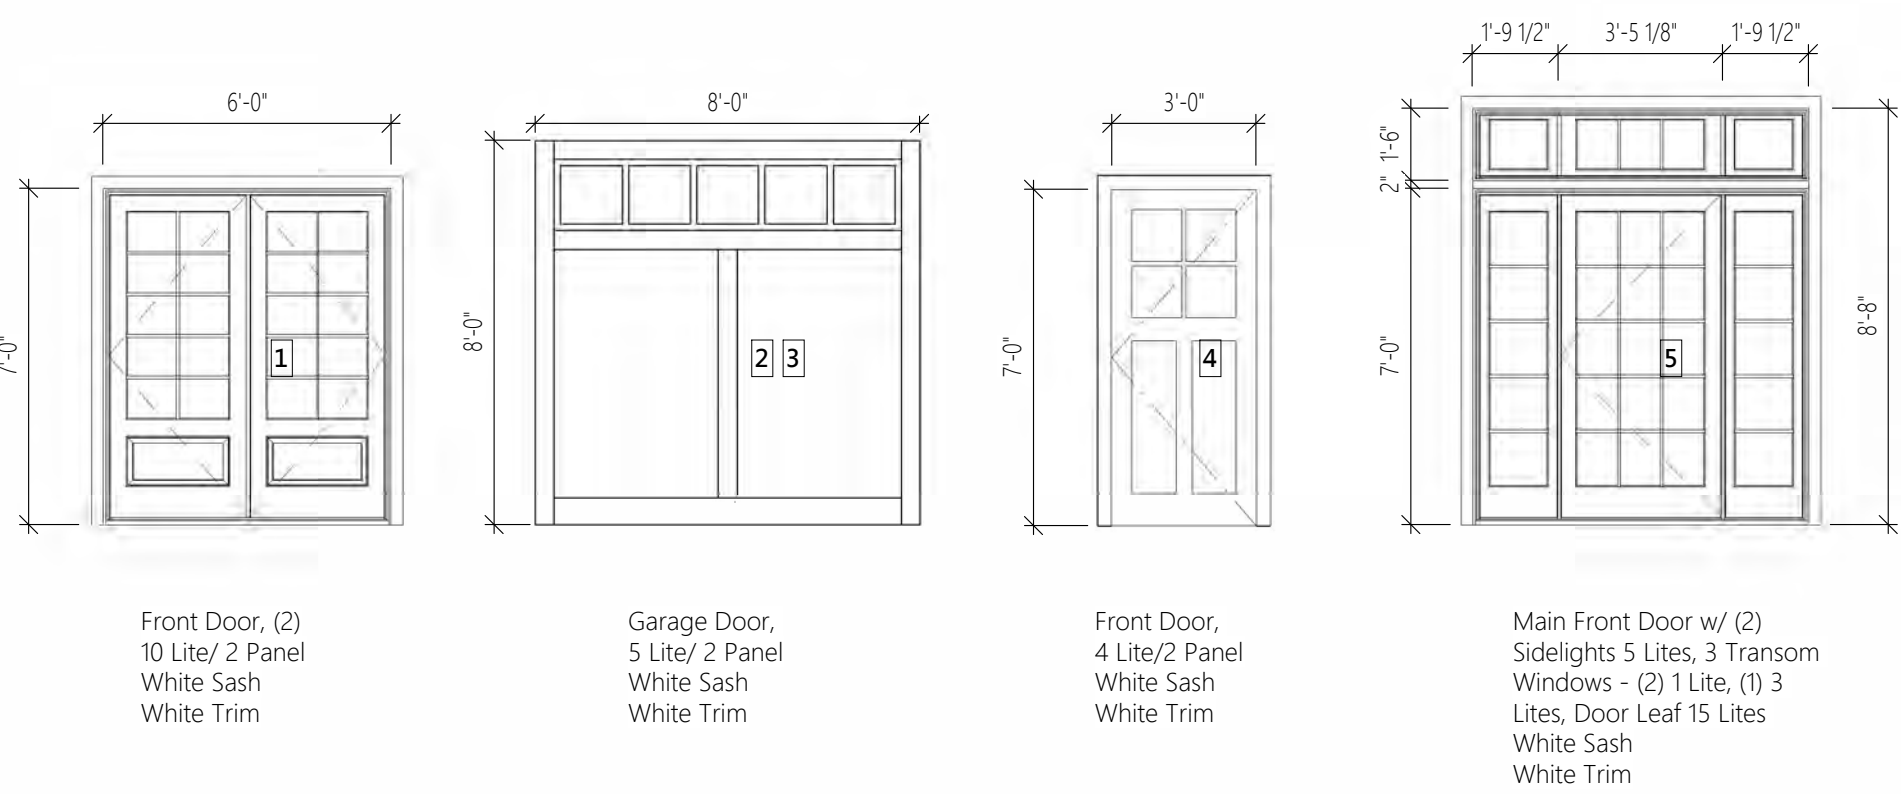 6'-0"
8'-0"
3'-0"
1'-9 1/2"
3'-5 1/8"
1'-9 1/2"
7'-0"
8'-0"
7'-0"
1'-6"
2"
7'-0"
8'-8"
1
2
3
4
5
Front Door, (2)
10 Lite/ 2 Panel
White Sash
White Trim
Garage Door,
5 Lite/ 2 Panel
White Sash
White Trim
Front Door,
4 Lite/2 Panel
White Sash
White Trim
Main Front Door w/ (2)
Sidelights 5 Lites, 3 Transom
Windows - (2) 1 Lite, (1) 3
Lites, Door Leaf 15 Lites
White Sash
White Trim